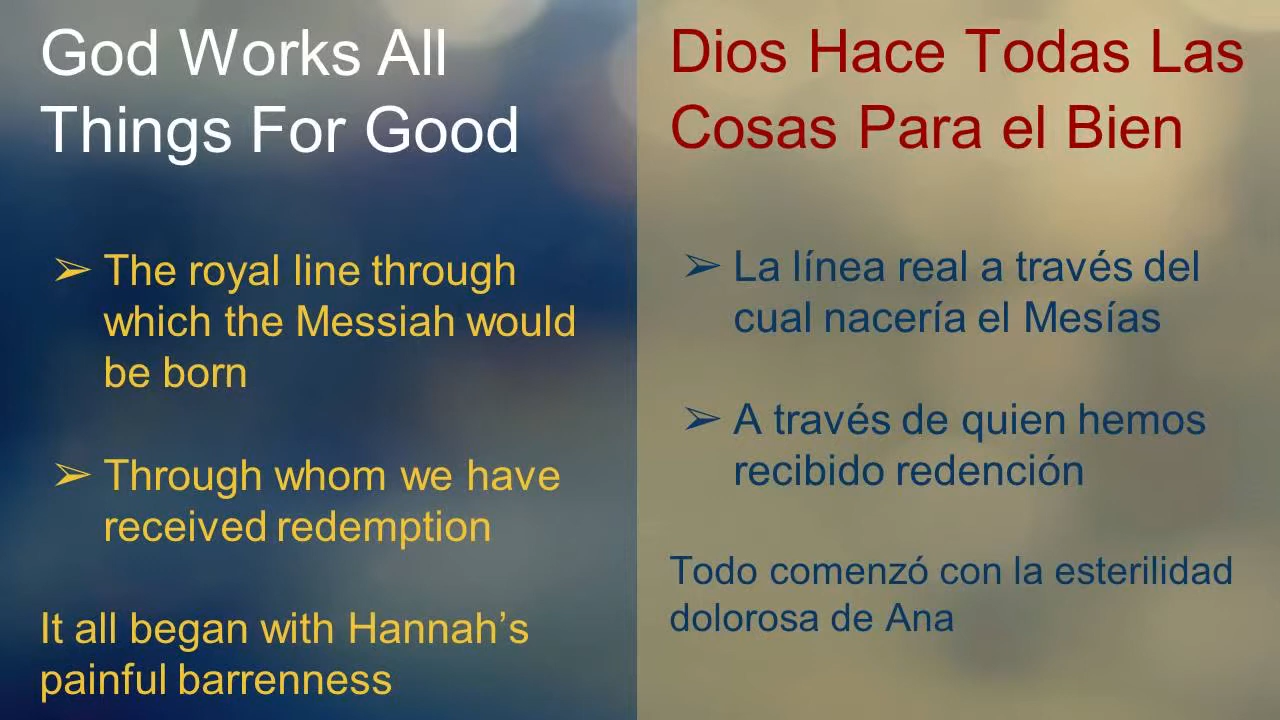 God Works All
Things For Good
➢ The royal line through
which the Messiah would
be born
➢ Through whom we have
received redemption
It all began with Hannah’s
painful barrenness
Dios Hace Todas Las
Cosas Para el Bien
➢ La línea real a través del
cual nacería el Mesías
➢ A través de quien hemos
recibido redención
Todo comenzó con la esterilidad
dolorosa de Ana